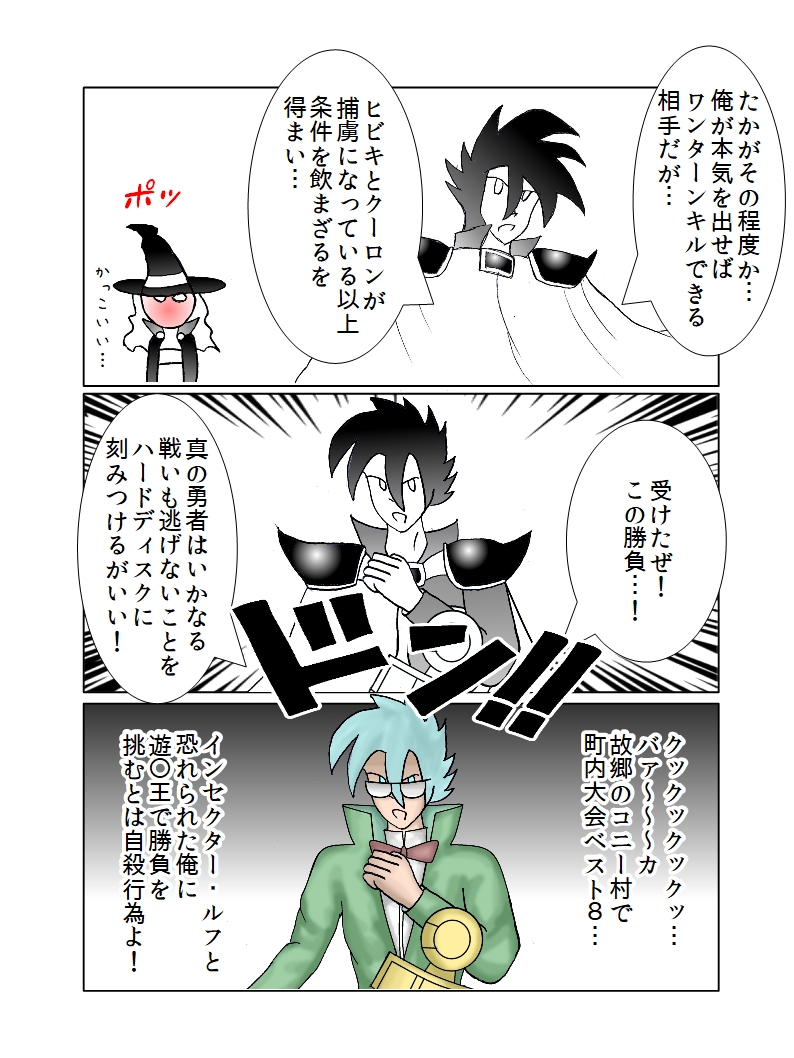 たかがその程度か…
俺が本気を出せば
ワンターンキルできる
相手だが…
ヒビキとクーロンが
捕虜になっている以上
条件を飲まざるを
得まい…
ポッ
かっこいい…
受けたぜ！
この勝負…！
真の勇者はいかなる
戦いも逃げないことを
ハードディスクに
刻みつけるがいい！
ドン!!
クックックックッ…
バァ～～～カ
故郷のコニー村で
町内大会ベスト８…
インセクター・ルフと
恐れられた俺に
遊〇王で勝負を
挑むとは自殺行為よ！